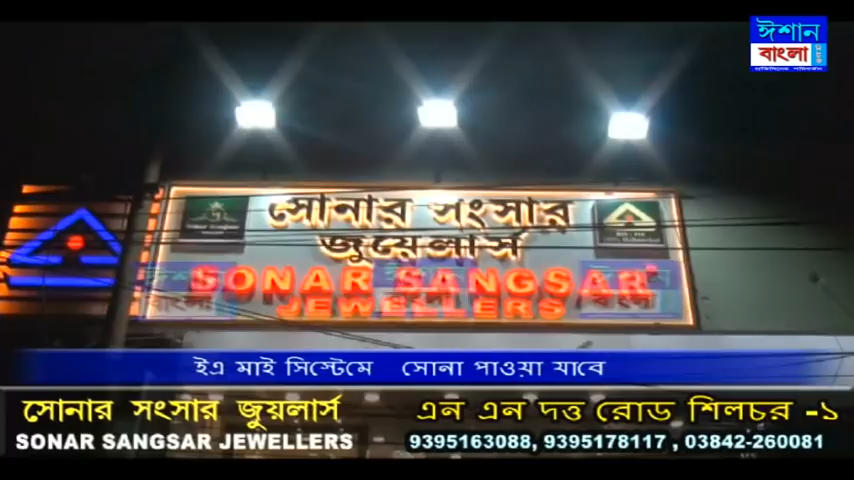 ঈশান
বাংলা
সোনার সংসার
জুয়েলার্স
SONAR SANGSAR
JEWELLERS
ইএ মাই সিস্টেমে সোনা পাওয়া যাবে
সোনার সংসার জুয়েলার্স এন এন দত্ত রোড শিলচর -১
SONAR SANGSAR JEWELLERS 9395163088, 9395178117 , 03842-260081